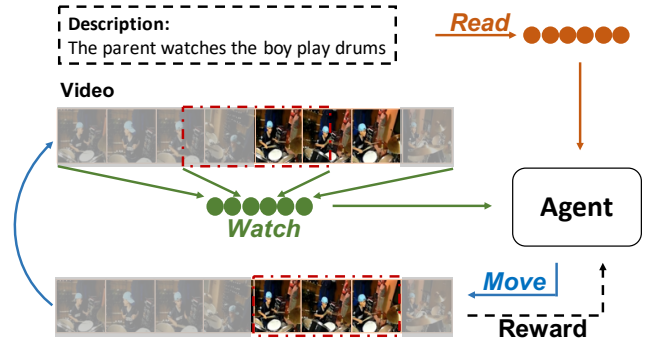 Description:
The parent watches the boy play drums
Read
Video
Watch
Agent
Move
Reward